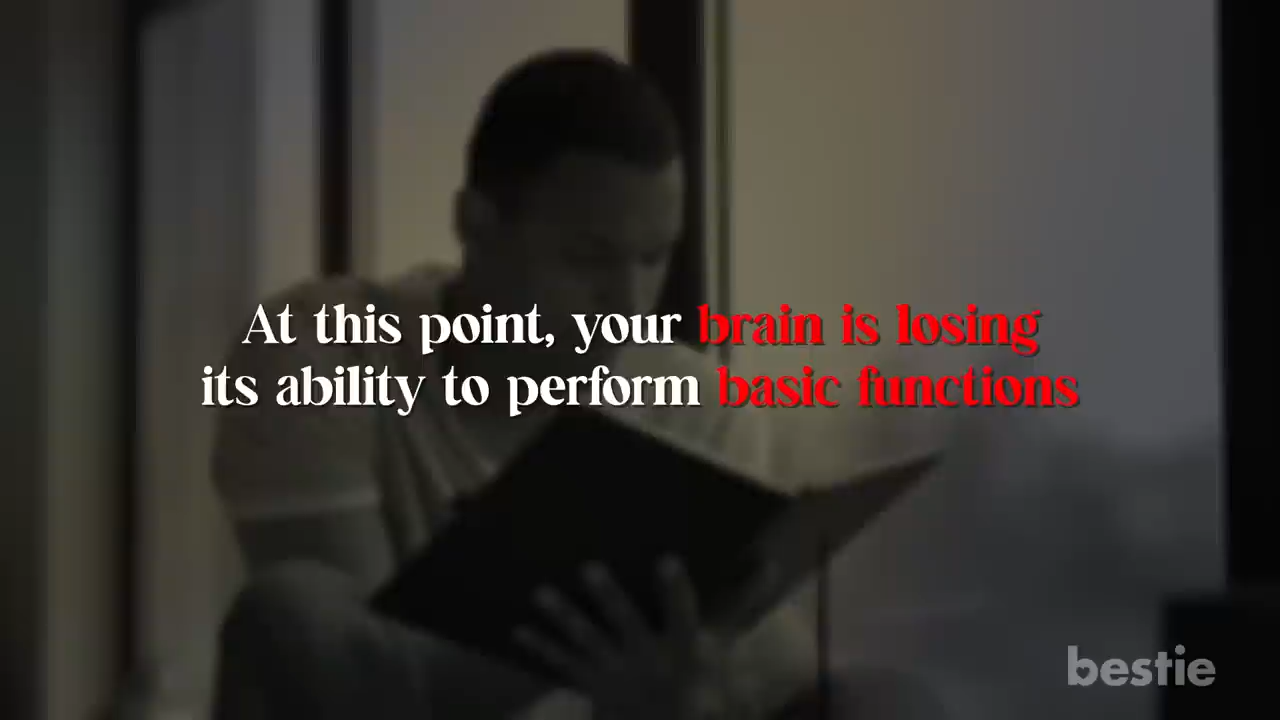 At this point, your brain is losing
its ability to perform basic functions
bestie